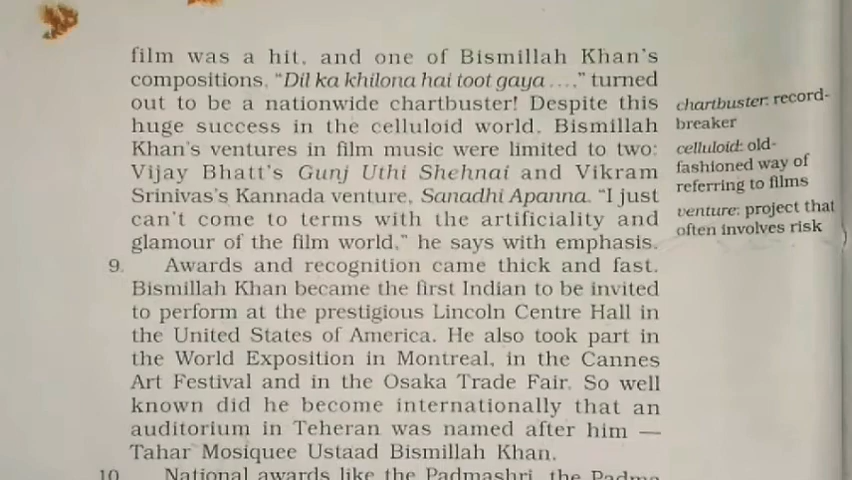 film was a hit, and one of Bismillah Khan's
compositions, "Dil ka khilona hai toot gaya ....," turned
out to be a nationwide chartbuster! Despite this
huge success in the celluloid world, Bismillah
Khan's ventures in film music were limited to two:
Vijay Bhatt's Gunj Uthi Shehnai and Vikram
Srinivas's Kannada venture, Sanadhi Apanna. "I just
can't come to terms with the artificiality and
glamour of the film world," he says with emphasis.
9. Awards and recognition came thick and fast.
Bismillah Khan became the first Indian to be invited
to perform at the prestigious Lincoln Centre Hall in
the United States of America. He also took part in
the World Exposition in Montreal, in the Cannes
Art Festival and in the Osaka Trade Fair. So well
known did he become internationally that an
auditorium in Teheran was named after him —
Tahar Mosiquee Ustaad Bismillah Khan.
10. National awards like the Padmashri, the Padma
chartbuster: record-
breaker
celluloid: old-
fashioned way of
referring to films
venture: project that
often involves risk